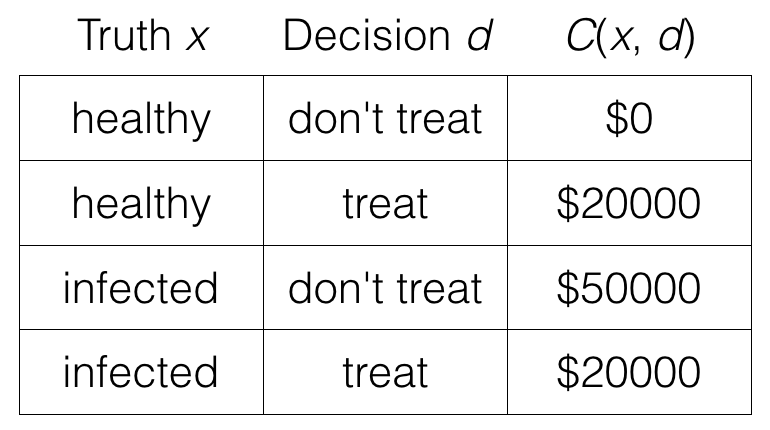 Truth x Decision d C(x, d)
healthy don't treat $0
healthy treat $20000
infected don't treat $50000
infected treat $20000